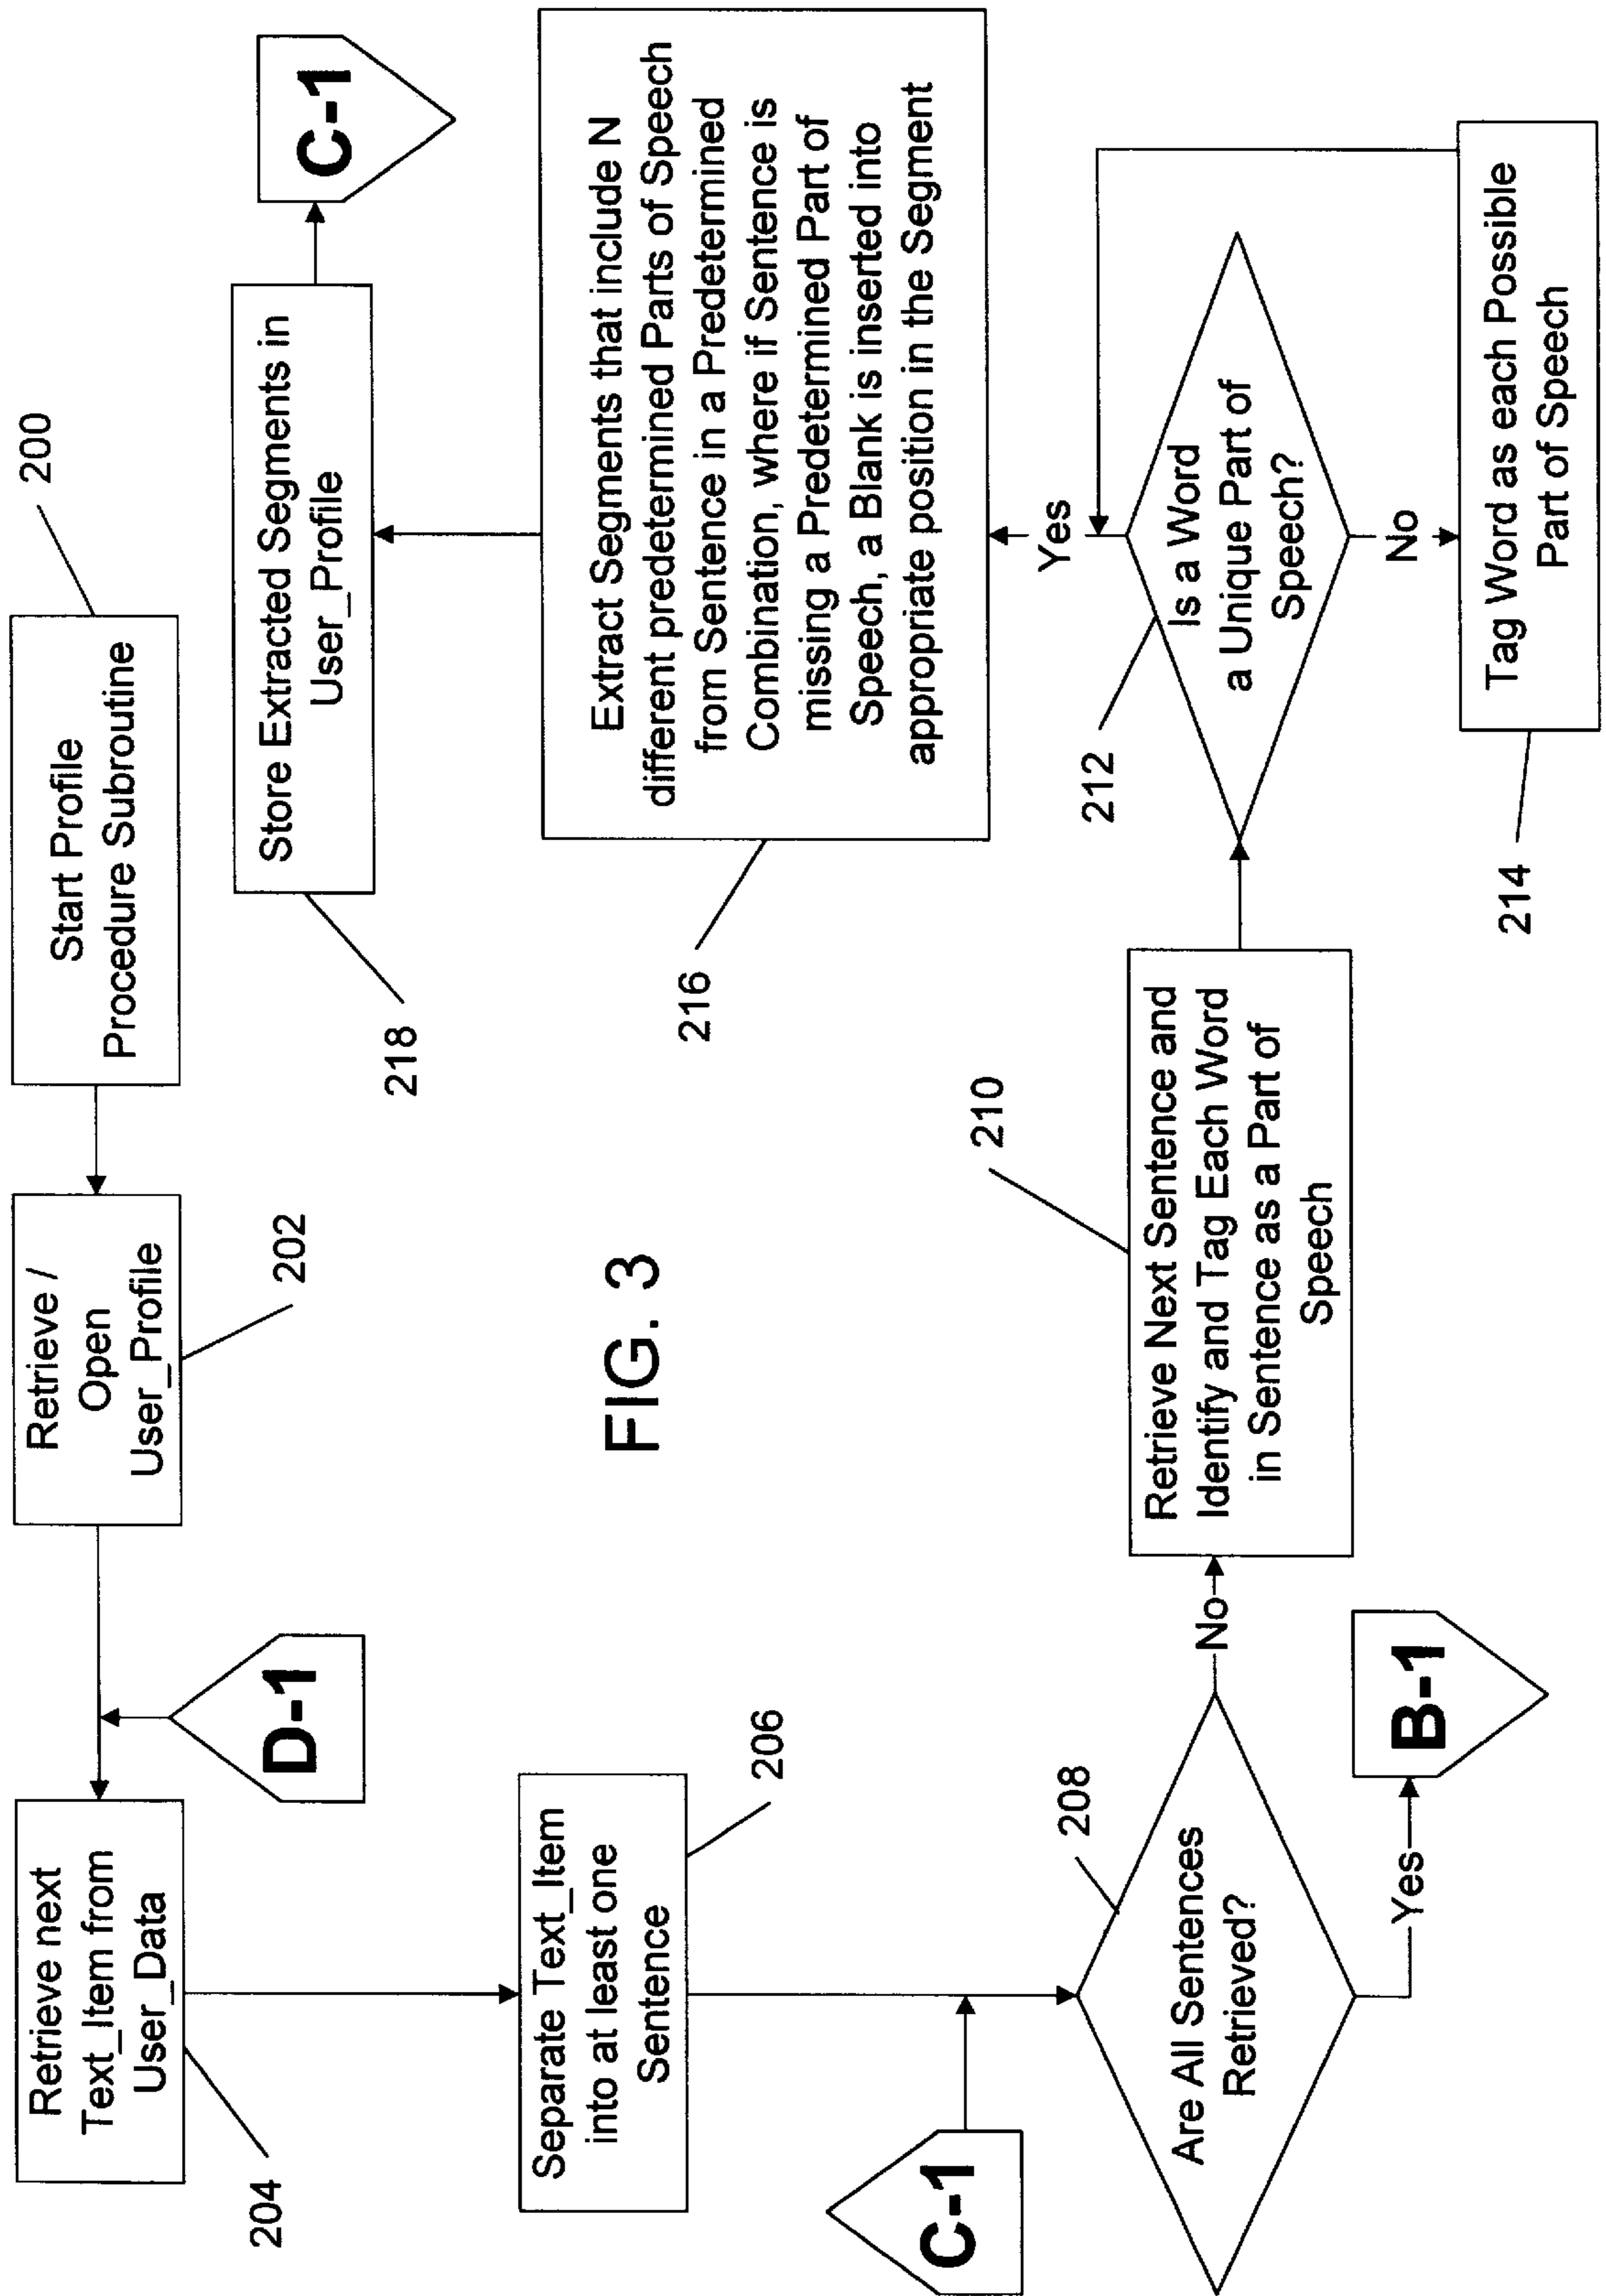 200
Start Profile
Procedure Subroutine
Retrieve /
Open
User_Profile
202
D-1
Retrieve next
Text_Item from
User_Data
204
Separate Text_Item
into at least one
Sentence
206
C-1
208
Are All Sentences
Retrieved?
Yes
B-1
No
210
Retrieve Next Sentence and
Identify and Tag Each Word
in Sentence as a Part of
Speech
212
Is a Word
a Unique Part of
Speech?
No
Tag Word as each Possible
Part of Speech
214
Yes
Extract Segments that include N
different predetermined Parts of Speech
from Sentence in a Predetermined
Combination, where if Sentence is
missing a Predetermined Part of
Speech, a Blank is inserted into
appropriate position in the Segment
216
Store Extracted Segments in
User_Profile
218
C-1
FIG. 3